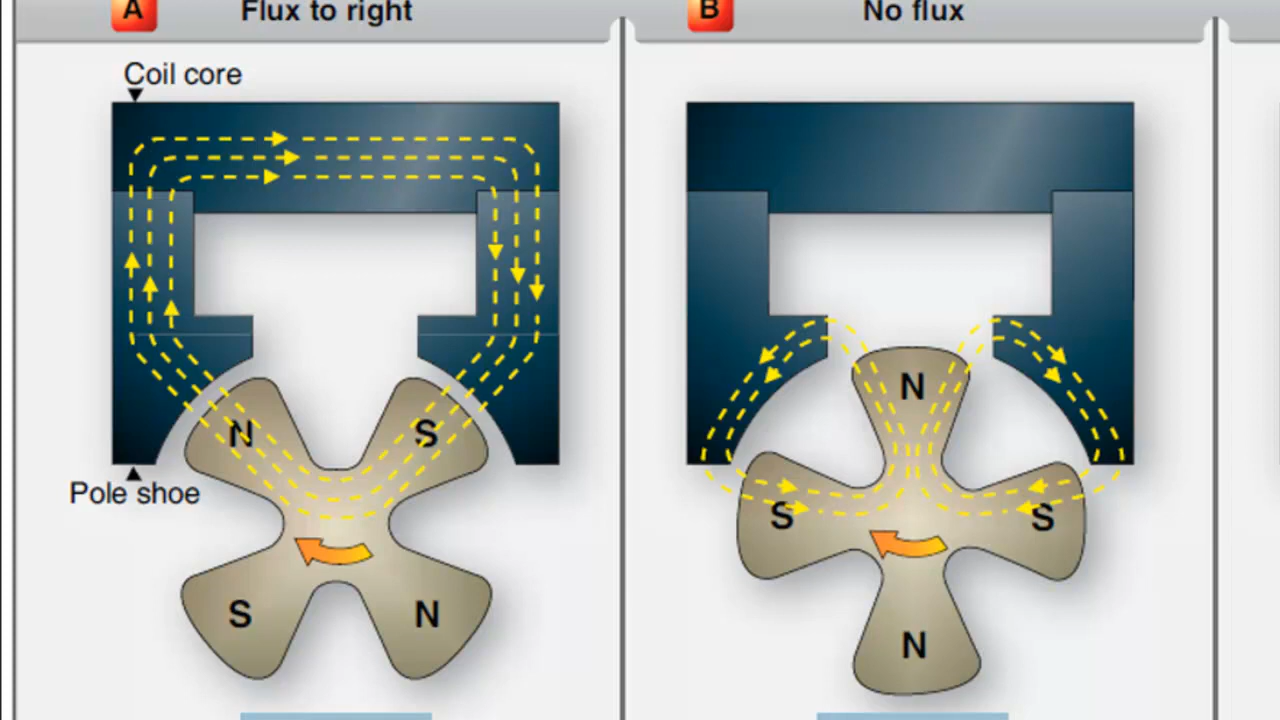 A Flux to right
B No flux
Coil core
N S
Pole shoe
S N
N
S S
N